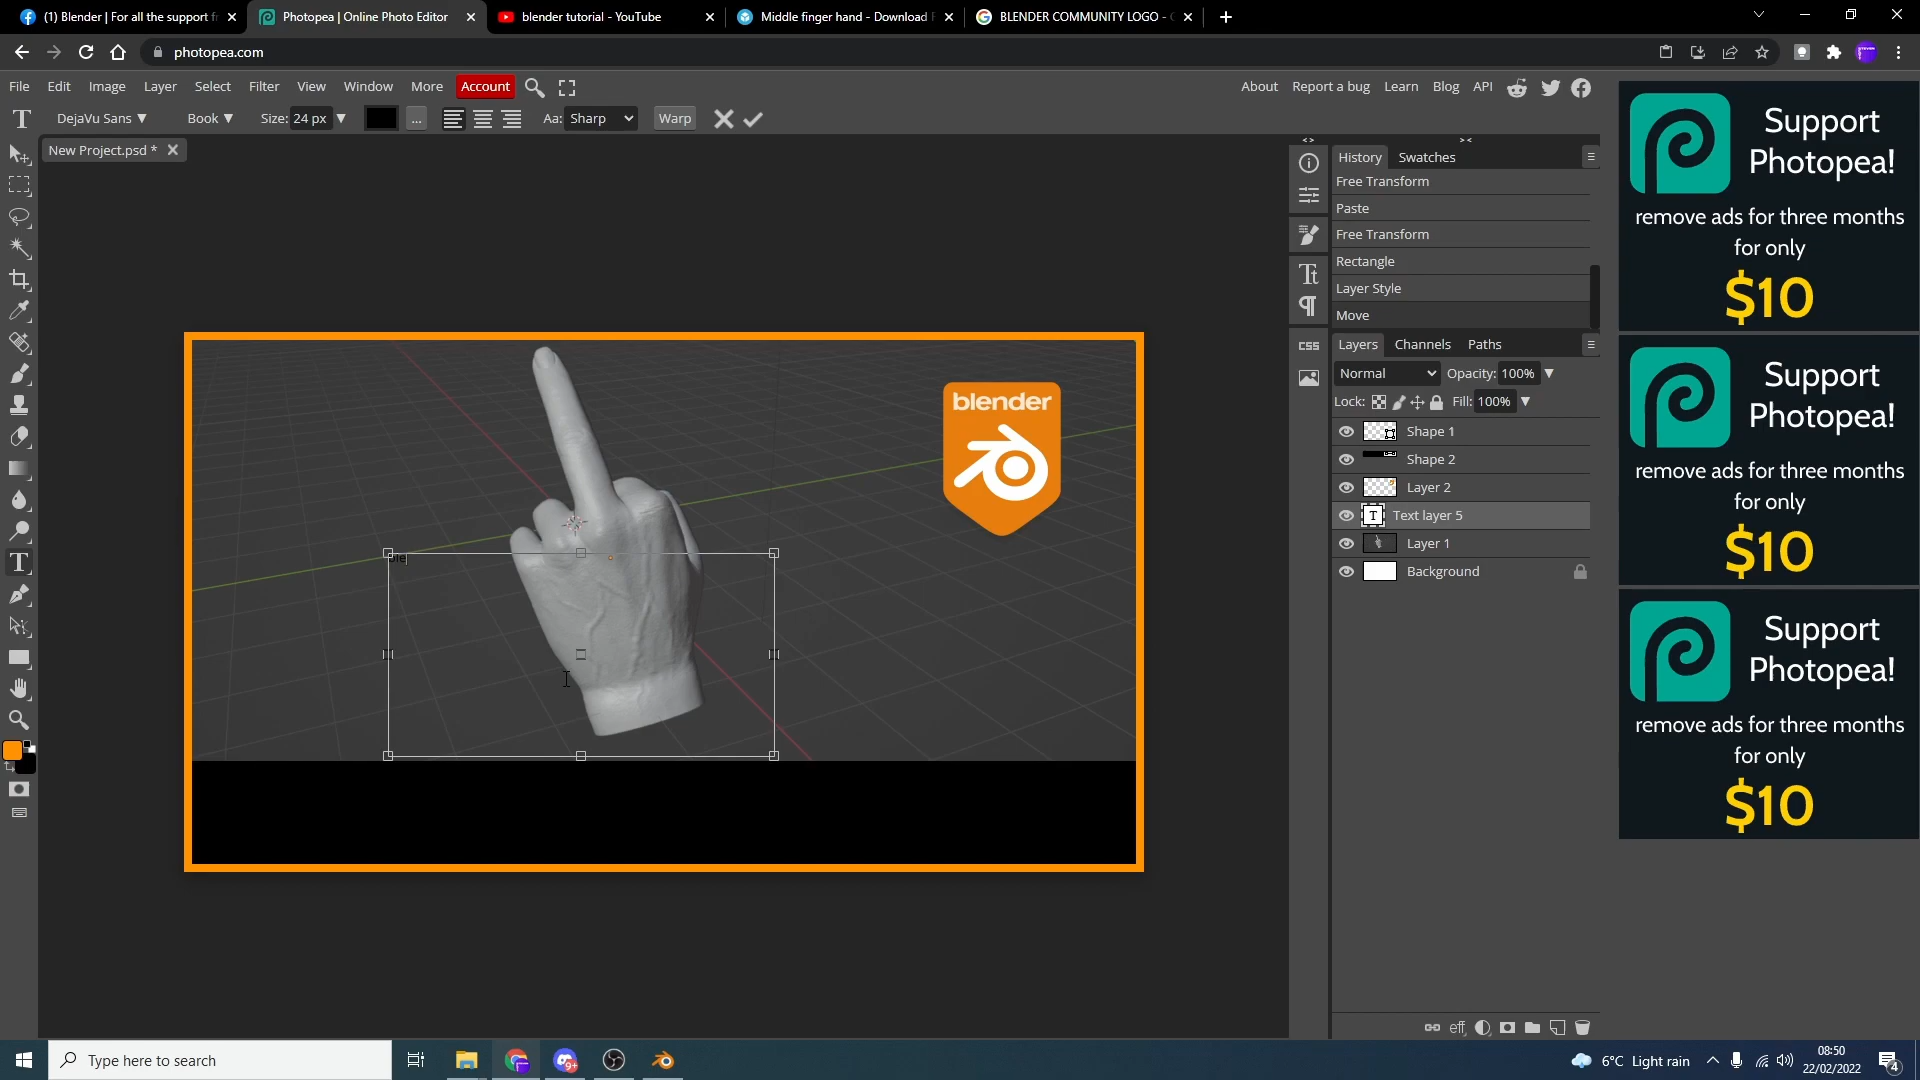 (1) Blender | For all the support fr
Photopea | Online Photo Editor
blender tutorial - YouTube
Middle finger hand - Download F
BLENDER COMMUNITY LOGO -
photopea.com
File Edit Image Layer Select Filter View Window More Account
About Report a bug Learn Blog API
DejaVu Sans Book Size: 24 px ... Aa: Sharp Warp
New Project.psd *
History Swatches
Free Transform
Paste
Free Transform
Rectangle
Layer Style
Move
CSS
Layers Channels Paths
Normal Opacity: 100%
Lock: Fill: 100%
Shape 1
Shape 2
Layer 2
Text layer 5
Layer 1
Background
eff
blender
Support
Photopea!
remove ads for three months
for only
$10
Support
Photopea!
remove ads for three months
for only
$10
Support
Photopea!
remove ads for three months
for only
$10
Type here to search
9+
6°C Light rain
08:50
22/02/2022
4